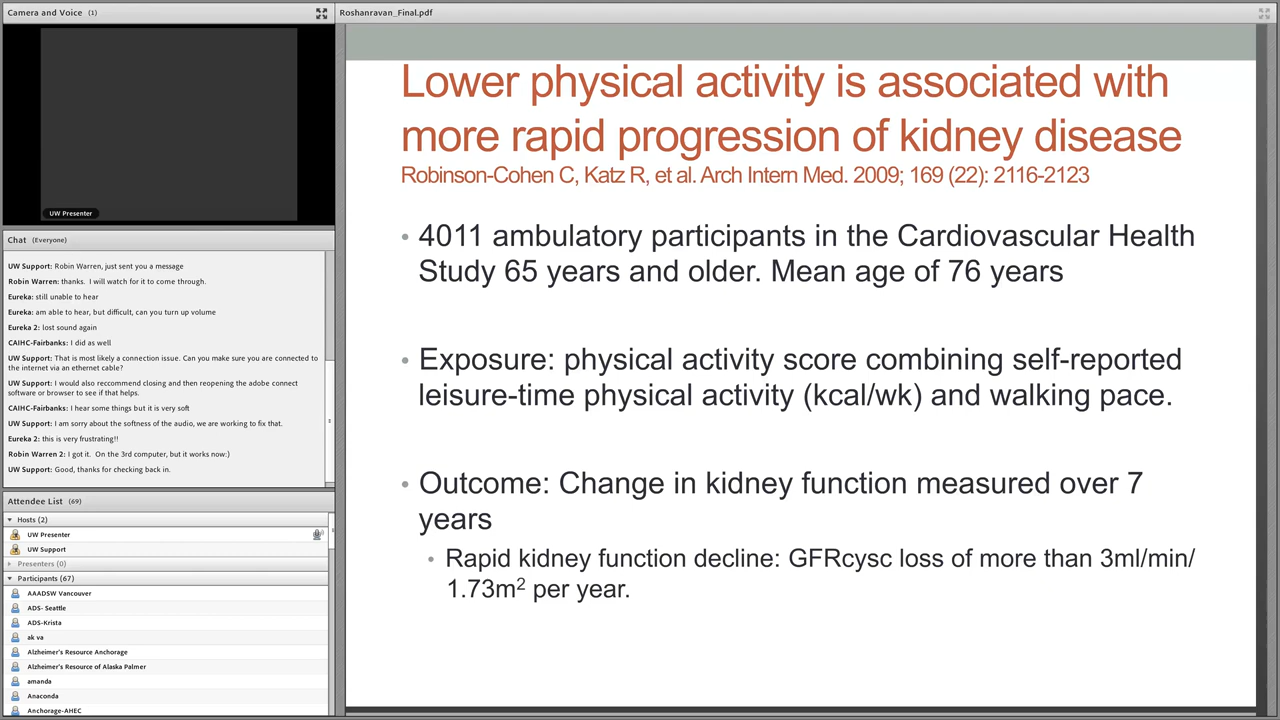 Camera and Voice (1)
UW Presenter
Chat (Everyone)
UW Support: Robin Warren, just sent you a message
Robin Warren: thanks. I will watch for it to come through.
Eureka: still unable to hear
Eureka: am able to hear, but difficult, can you turn up volume
Eureka 2: lost sound again
CAIHC-Fairbanks: I did as well
UW Support: That is most likely a connection issue. Can you make sure you are connected to
the internet via an ethernet cable?
UW Support: I would also reccommend closing and then reopening the adobe connect
software or browser to see if that helps.
CAIHC-Fairbanks: I hear some things but it is very soft
UW Support: I am sorry about the softness of the audio, we are working to fix that.
Eureka 2: this is very frustrating!!
Robin Warren 2: I got it. On the 3rd computer, but it works now:)
UW Support: Good, thanks for checking back in.
Attendee List (69)
Hosts (2)
UW Presenter
UW Support
Presenters (0)
Participants (67)
AAADSW Vancouver
ADS- Seattle
ADS-Krista
ak va
Alzheimer's Resource Anchorage
Alzheimer's Resource of Alaska Palmer
amanda
Anaconda
Anchorage-AHEC
Roshanravan_Final.pdf
Lower physical activity is associated with
more rapid progression of kidney disease
Robinson-Cohen C, Katz R, et al. Arch Intern Med. 2009; 169 (22): 2116-2123
• 4011 ambulatory participants in the Cardiovascular Health
Study 65 years and older. Mean age of 76 years
• Exposure: physical activity score combining self-reported
leisure-time physical activity (kcal/wk) and walking pace.
• Outcome: Change in kidney function measured over 7
years
• Rapid kidney function decline: GFRcysc loss of more than 3ml/min/
1.73m² per year.